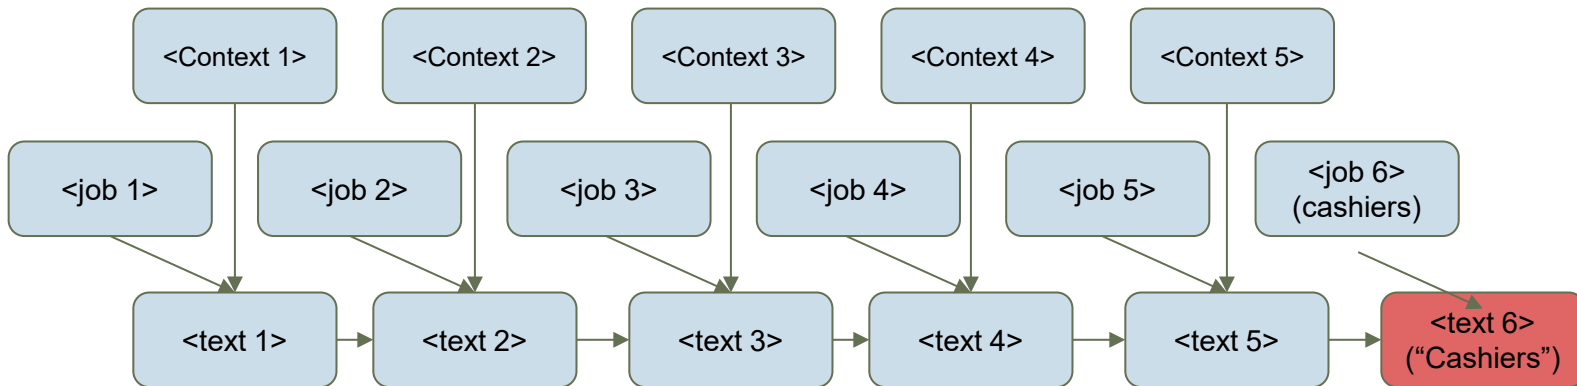 <Context 1>
<Context 2>
<Context 3>
<Context 4>
<Context 5>
<job 1>
<job 2>
<job 3>
<job 4>
<job 5>
<job 6>
(cashiers)
<text 1>
<text 2>
<text 3>
<text 4>
<text 5>
<text 6>
(“Cashiers”)